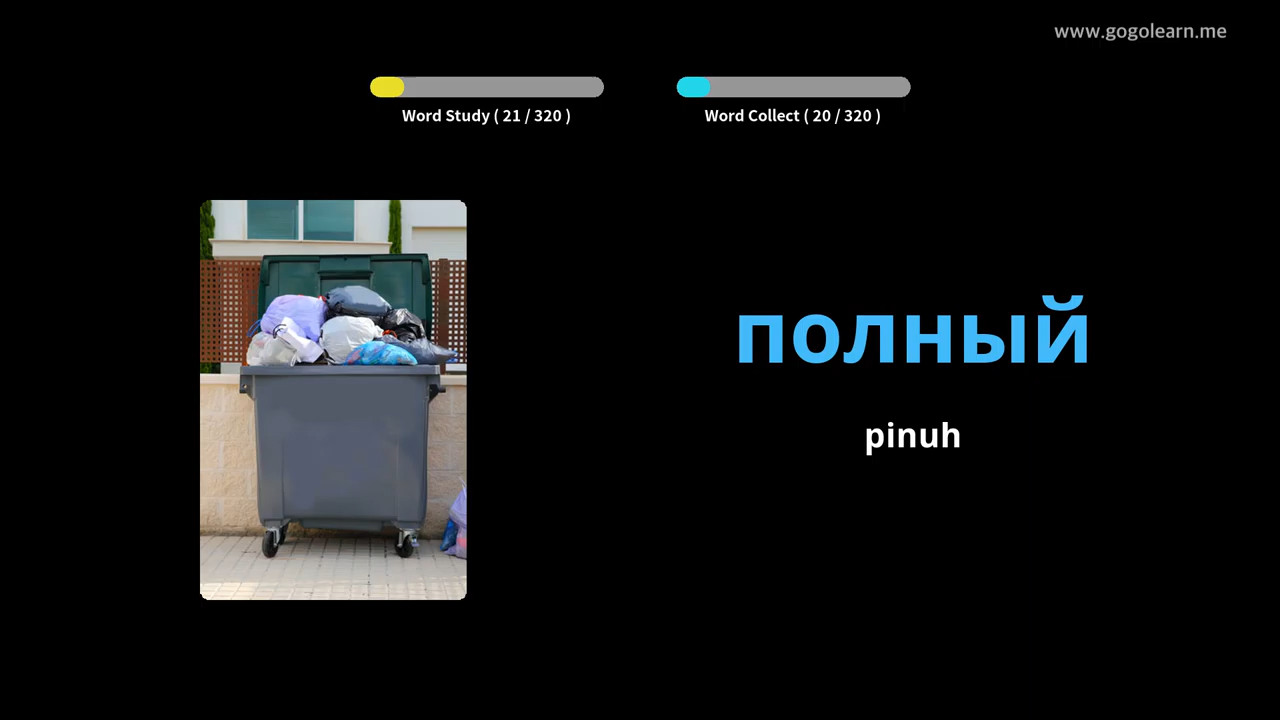 www.gogolearn.me
Word Study ( 21 / 320 )
Word Collect ( 20 / 320 )
полный
pinuh